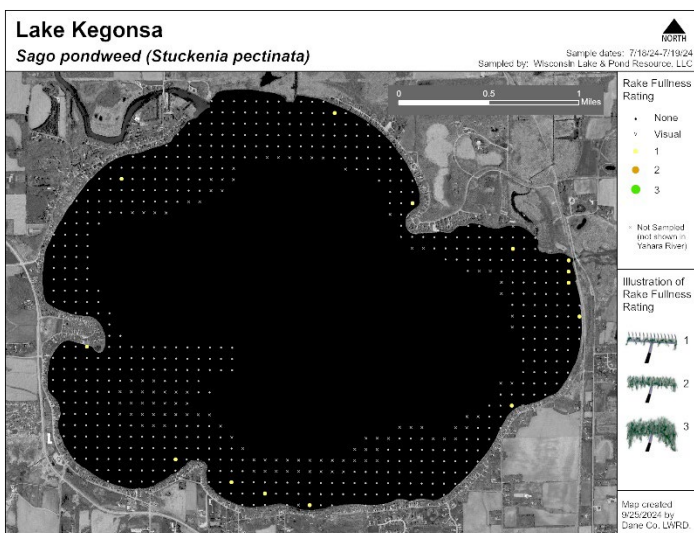 Lake Kegonsa
Sago pondweed (Stuckenia pectinata)
NORTH
Sample dates: 7/18/24-7/19/24
Sampled by: Wisconsin Lake & Pond Resource, LLC
0 0.5 1
Miles
Rake Fullness
Rating
None
Visual
1
2
3
Not Sampled
(not shown in
Yahara River)
Illustration of
Rake Fullness
Rating
1
2
3
Map created
9/25/2024 by
Dane Co. LWRD.